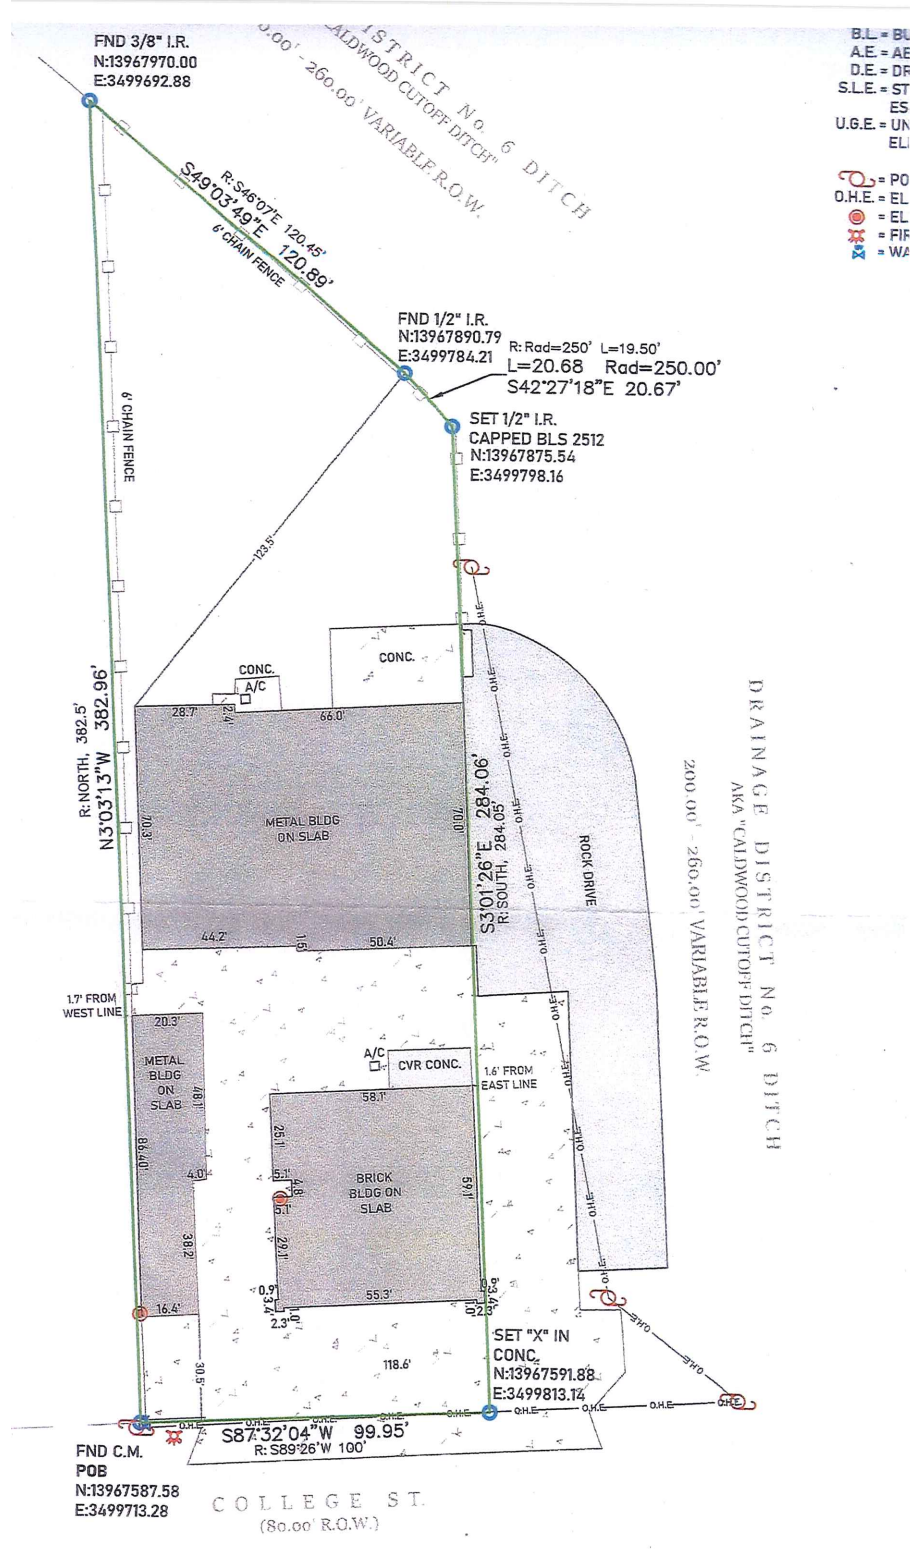 FND 3/8" I.R.
N:13967970.00
E:3499692.88
DISTRICT No. 6 DITCH
CALDWOOD CUTOFF DITCH"
0.00' - 260.00' VARIABLE R.O.W.
B.L. = BU
A.E. = AE
D.E. = DR
S.L.E. = ST
ES
U.G.E. = UN
ELE
= PO
O.H.E. = EL
= EL
= FIR
= WA
R: S46°07'E 120.45'
S49°03'49"E 120.89'
6' CHAIN FENCE
FND 1/2" I.R.
N:13967890.79
E:3499784.21
R: Rad=250' L=19.50'
L=20.68 Rad=250.00'
S42°27'18"E 20.67'
SET 1/2" I.R.
CAPPED BLS 2512
N:13967875.54
E:3499798.16
6' CHAIN FENCE
123.5'
O.H.E.
CONC.
CONC.
A/C
28.7'
2.4'
66.0'
O.H.E.
R: NORTH, 382.5'
N3°03'13"W 382.96'
O.H.E.
METAL BLDG
ON SLAB
70.3'
70.0'
S3°01'26"E 284.06'
R: SOUTH, 284.05'
O.H.E.
O.H.E.
ROCK DRIVE
DRAINAGE DISTRICT No. 6 DITCH
AKA "CALDWOOD CUTOFF DITCH"
200.00' - 260.00' VARIABLE R.O.W.
44.2'
1.5'
50.4'
O.H.E.
1.7' FROM
WEST LINE
O.H.E.
20.3'
METAL
BLDG
ON
SLAB
48.1'
A/C
CVR CONC.
1.6' FROM
EAST LINE
O.H.E.
58.1'
86.40'
25.1'
O.H.E.
4.0'
5.1'
4.8'
5.1'
BRICK
BLDG ON
SLAB
59.1'
O.H.E.
38.2'
29.1'
O.H.E.
16.4'
0.9'
3.4'
2.3'
1.0'
55.3'
3.4'
1.0'
2.3'
O.H.E.
30.5'
118.6'
SET "X" IN
CONC.
N:13967591.88
E:3499813.14
O.H.E.
O.H.E. O.H.E. O.H.E. O.H.E. O.H.E. O.H.E. O.H.E. O.H.E.
S87°32'04"W 99.95'
R: S89°26'W 100'
FND C.M.
POB
N:13967587.58
E:3499713.28
COLLEGE ST.
(80.00' R.O.W.)